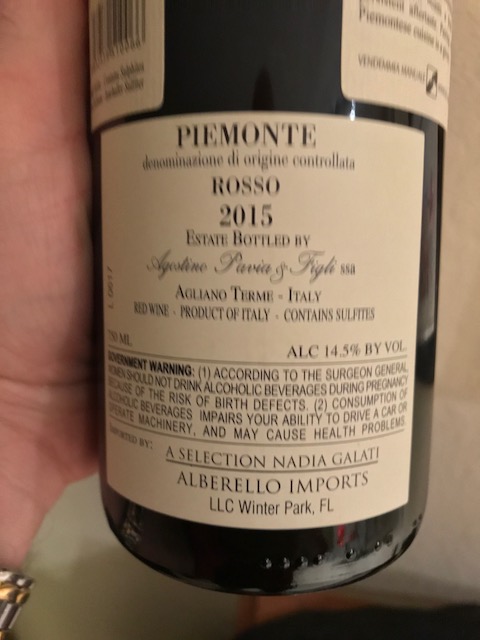 VENDEMMIA MANUALE
PIEMONTE
denominazione di origine controllata
ROSSO
2015
ESTATE BOTTLED BY
Agostino Pavia & Figli ssa
AGLIANO TERME - ITALY
RED WINE - PRODUCT OF ITALY - CONTAINS SULFITES
L 0617
750 ML
ALC 14.5% BY VOL.
GOVERNMENT WARNING: (1) ACCORDING TO THE SURGEON GENERAL,
WOMEN SHOULD NOT DRINK ALCOHOLIC BEVERAGES DURING PREGNANCY
BECAUSE OF THE RISK OF BIRTH DEFECTS. (2) CONSUMPTION OF
ALCOHOLIC BEVERAGES IMPAIRS YOUR ABILITY TO DRIVE A CAR OR
OPERATE MACHINERY, AND MAY CAUSE HEALTH PROBLEMS.
IMPORTED BY:
A SELECTION NADIA GALATI
ALBERELLO IMPORTS
LLC Winter Park, FL